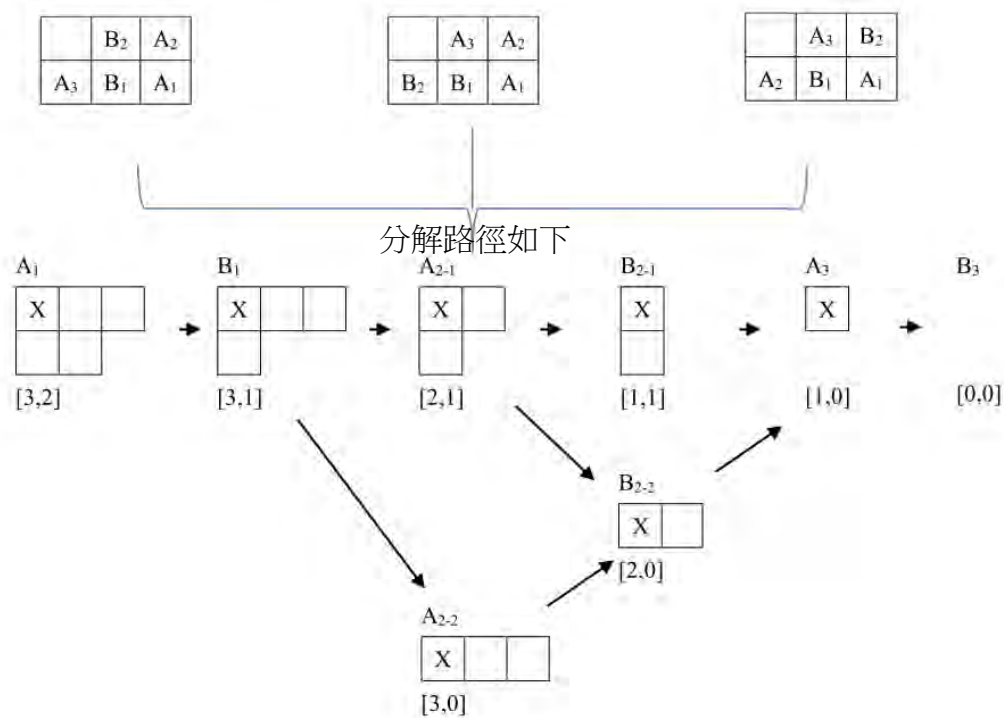 B₂ A₂ A₃ A₂ A₃ B₂
A₃ B₁ A₁ B₂ B₁ A₁ A₂ B₁ A₁
分解路徑如下
A₁ B₁ A₂₋₁ B₂₋₁ A₃ B₃
X X X X X
[3,2] [3,1] [2,1] [1,1] [1,0] [0,0]
B₂₋₂
X
[2,0]
A₂₋₂
X
[3,0]